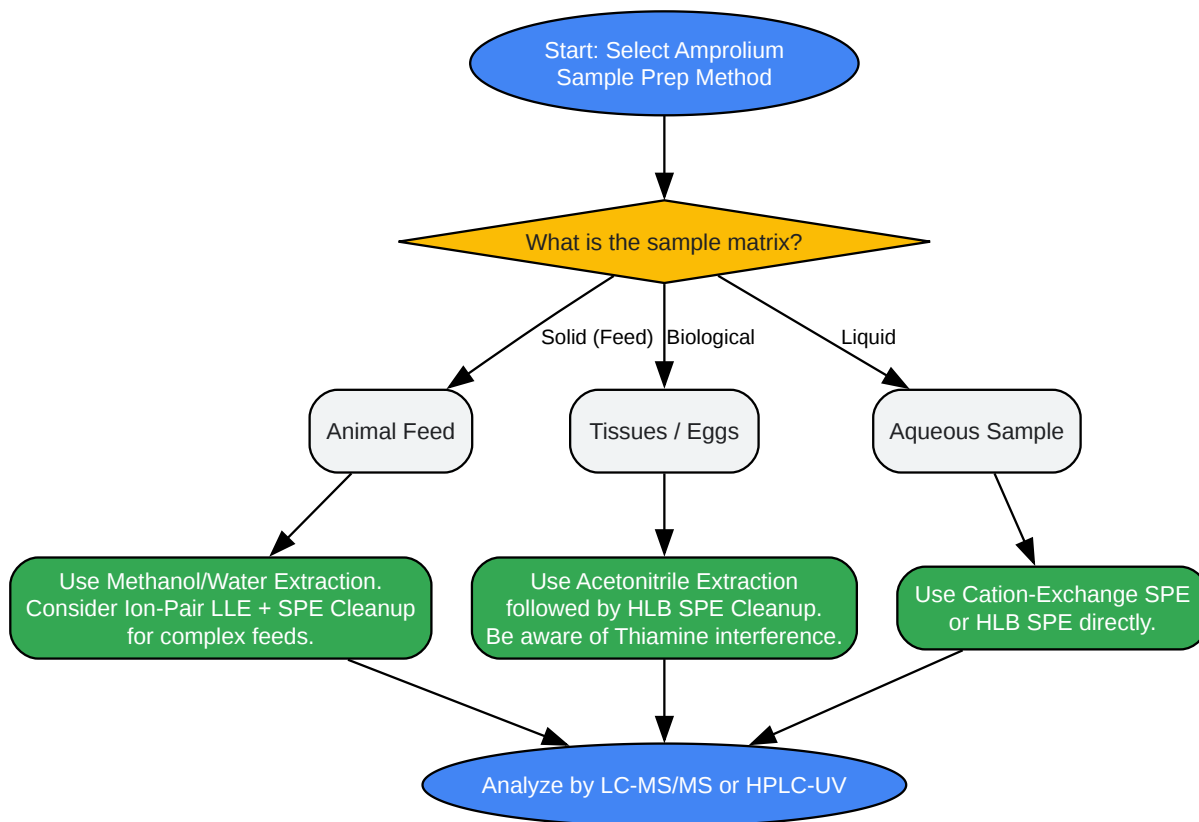 Start: Select Amprolium
Sample Prep Method
What is the sample matrix?
Solid (Feed)
Biological
Liquid
Animal Feed
Tissues / Eggs
Aqueous Sample
Use Methanol/Water Extraction.
Consider Ion-Pair LLE + SPE Cleanup
for complex feeds.
Use Acetonitrile Extraction
followed by HLB SPE Cleanup.
Be aware of Thiamine interference.
Use Cation-Exchange SPE
or HLB SPE directly.
Analyze by LC-MS/MS or HPLC-UV